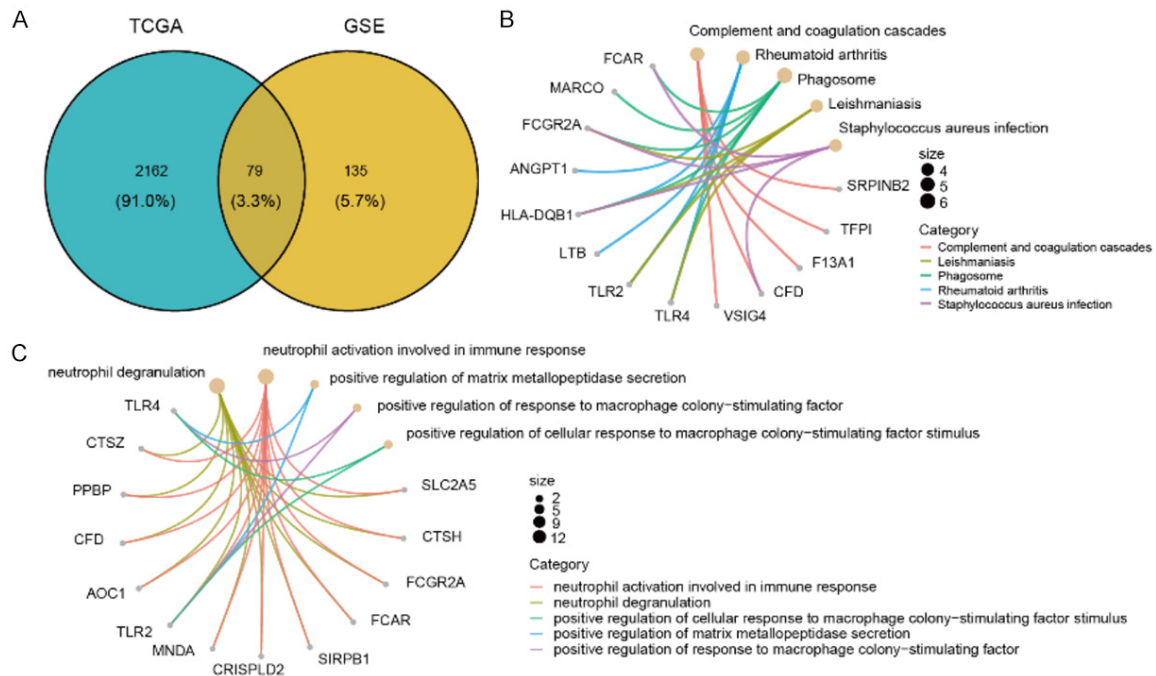 A
TCGA
GSE
2162
(91.0%)
79
(3.3%)
135
(5.7%)
B
Complement and coagulation cascades
Rheumatoid arthritis
Phagosome
Leishmaniasis
Staphylococcus aureus infection
FCAR
MARCO
FCGR2A
ANGPT1
HLA-DQB1
LTB
TLR2
TLR4
VSIG4
CFD
F13A1
TFPI
SRPINB2
size
4
5
6
Category
Complement and coagulation cascades
Leishmaniasis
Phagosome
Rheumatoid arthritis
Staphylococcus aureus infection
C
neutrophil activation involved in immune response
neutrophil degranulation
positive regulation of matrix metallopeptidase secretion
positive regulation of response to macrophage colony-stimulating factor
positive regulation of cellular response to macrophage colony-stimulating factor stimulus
TLR4
CTSZ
PPBP
CFD
AOC1
TLR2
MNDA
CRISPLD2
SIRPB1
FCAR
FCGR2A
CTSH
SLC2A5
size
2
5
9
12
Category
neutrophil activation involved in immune response
neutrophil degranulation
positive regulation of cellular response to macrophage colony-stimulating factor stimulus
positive regulation of matrix metallopeptidase secretion
positive regulation of response to macrophage colony-stimulating factor